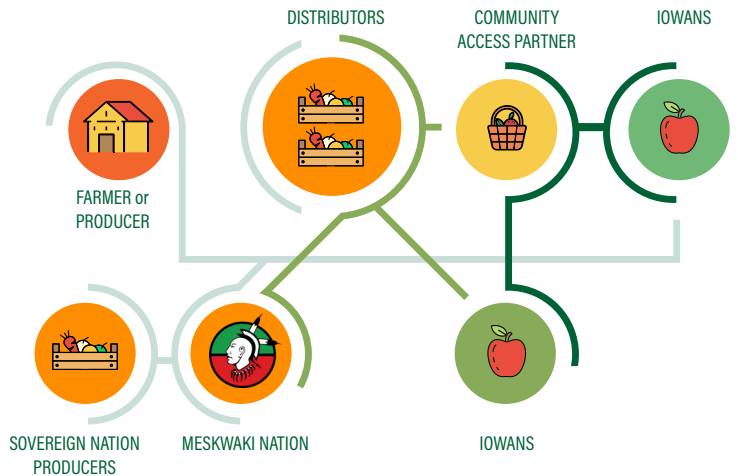 DISTRIBUTORS
COMMUNITY
ACCESS PARTNER
IOWANS
FARMER or
PRODUCER
SOVEREIGN NATION
PRODUCERS
MESKWAKI NATION
IOWANS